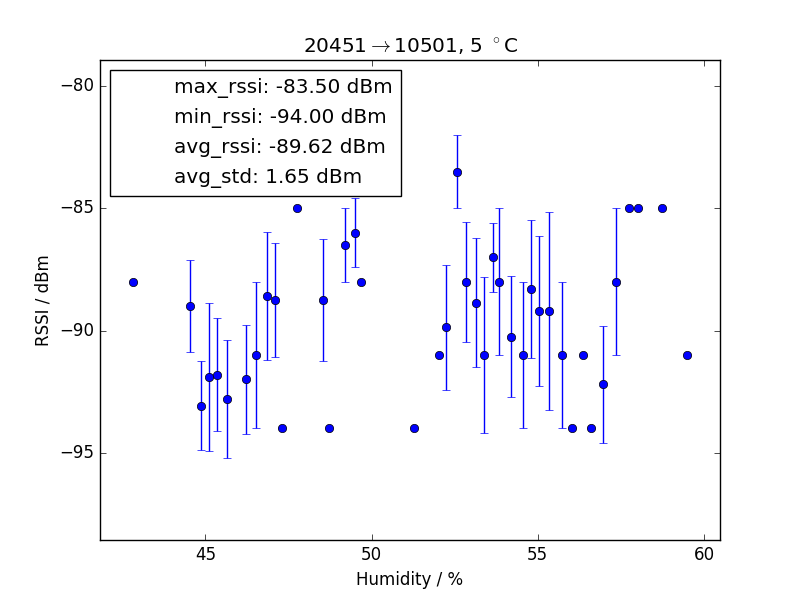 20451→10501, 5 °C
max_rssi: -83.50 dBm
min_rssi: -94.00 dBm
avg_rssi: -89.62 dBm
avg_std: 1.65 dBm
−80
−85
−90
−95
RSSI / dBm
45 50 55 60
Humidity / %